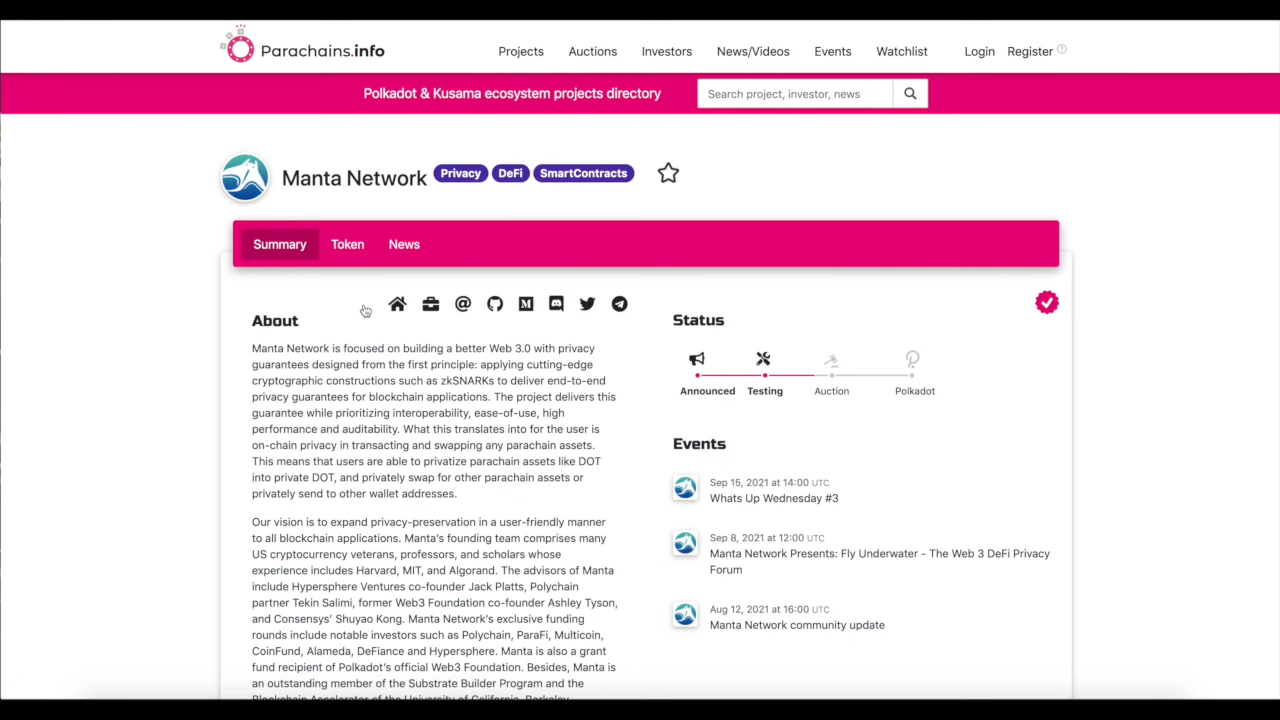 Parachains.info
Projects
Auctions
Investors
News/Videos
Events
Watchlist
Login
Register
Polkadot & Kusama ecosystem projects directory
Search project, investor, news
Manta Network
Privacy
DeFi
SmartContracts
Summary
Token
News
About
Manta Network is focused on building a better Web 3.0 with privacy
guarantees designed from the first principle: applying cutting-edge
cryptographic constructions such as zkSNARKs to deliver end-to-end
privacy guarantees for blockchain applications. The project delivers this
guarantee while prioritizing interoperability, ease-of-use, high
performance and auditability. What this translates into for the user is
on-chain privacy in transacting and swapping any parachain assets.
This means that users are able to privatize parachain assets like DOT
into private DOT, and privately swap for other parachain assets or
privately send to other wallet addresses.
Our vision is to expand privacy-preservation in a user-friendly manner
to all blockchain applications. Manta's founding team comprises many
US cryptocurrency veterans, professors, and scholars whose
experience includes Harvard, MIT, and Algorand. The advisors of Manta
include Hypersphere Ventures co-founder Jack Platts, Polychain
partner Tekin Salimi, former Web3 Foundation co-founder Ashley Tyson,
and Consensys' Shuyao Kong. Manta Network's exclusive funding
rounds include notable investors such as Polychain, ParaFi, Multicoin,
CoinFund, Alameda, DeFiance and Hypersphere. Manta is also a grant
fund recipient of Polkadot's official Web3 Foundation. Besides, Manta is
an outstanding member of the Substrate Builder Program and the
Blockchain Accelerator of the University of California, Berkeley
Status
Announced
Testing
Auction
Polkadot
Events
Sep 15, 2021 at 14:00 UTC
Whats Up Wednesday #3
Sep 8, 2021 at 12:00 UTC
Manta Network Presents: Fly Underwater - The Web 3 DeFi Privacy
Forum
Aug 12, 2021 at 16:00 UTC
Manta Network community update